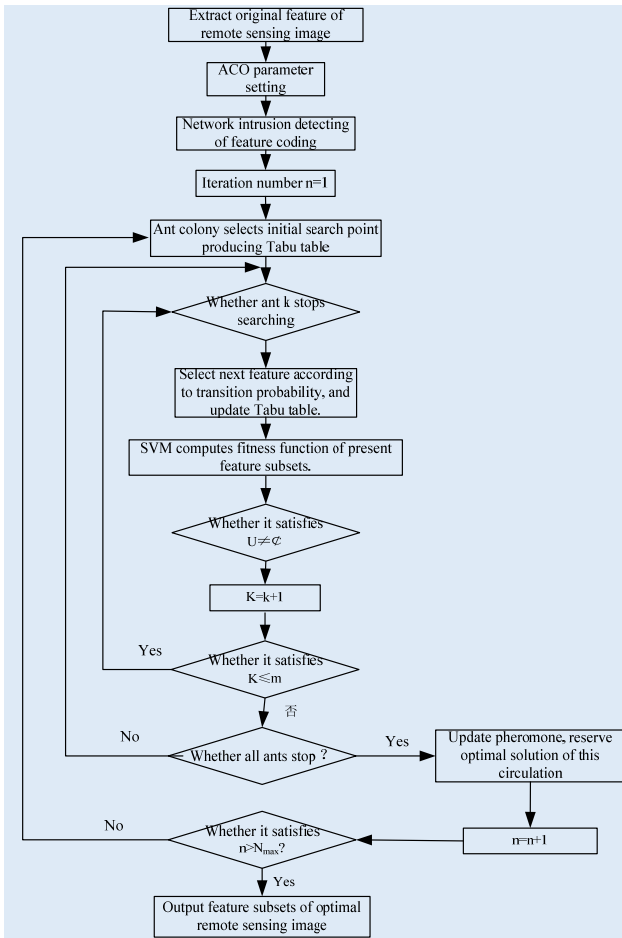 Extract original feature of
remote sensing image
ACO parameter
setting
Network intrusion detecting
of feature coding
Iteration number n=1
Ant colony selects initial search point
producing Tabu table
Whether ant k stops
searching
Select next feature according
to transition probability, and
update Tabu table.
SVM computes fitness function of present
feature subsets.
Whether it satisfies
U≠⊄
K=k+1
Yes
Whether it satisfies
K≤m
否
No
Whether all ants stop ?
Yes
Update pheromone, reserve
optimal solution of this
circulation
No
Whether it satisfies
n>Nmax?
n=n+1
Yes
Output feature subsets of optimal
remote sensing image